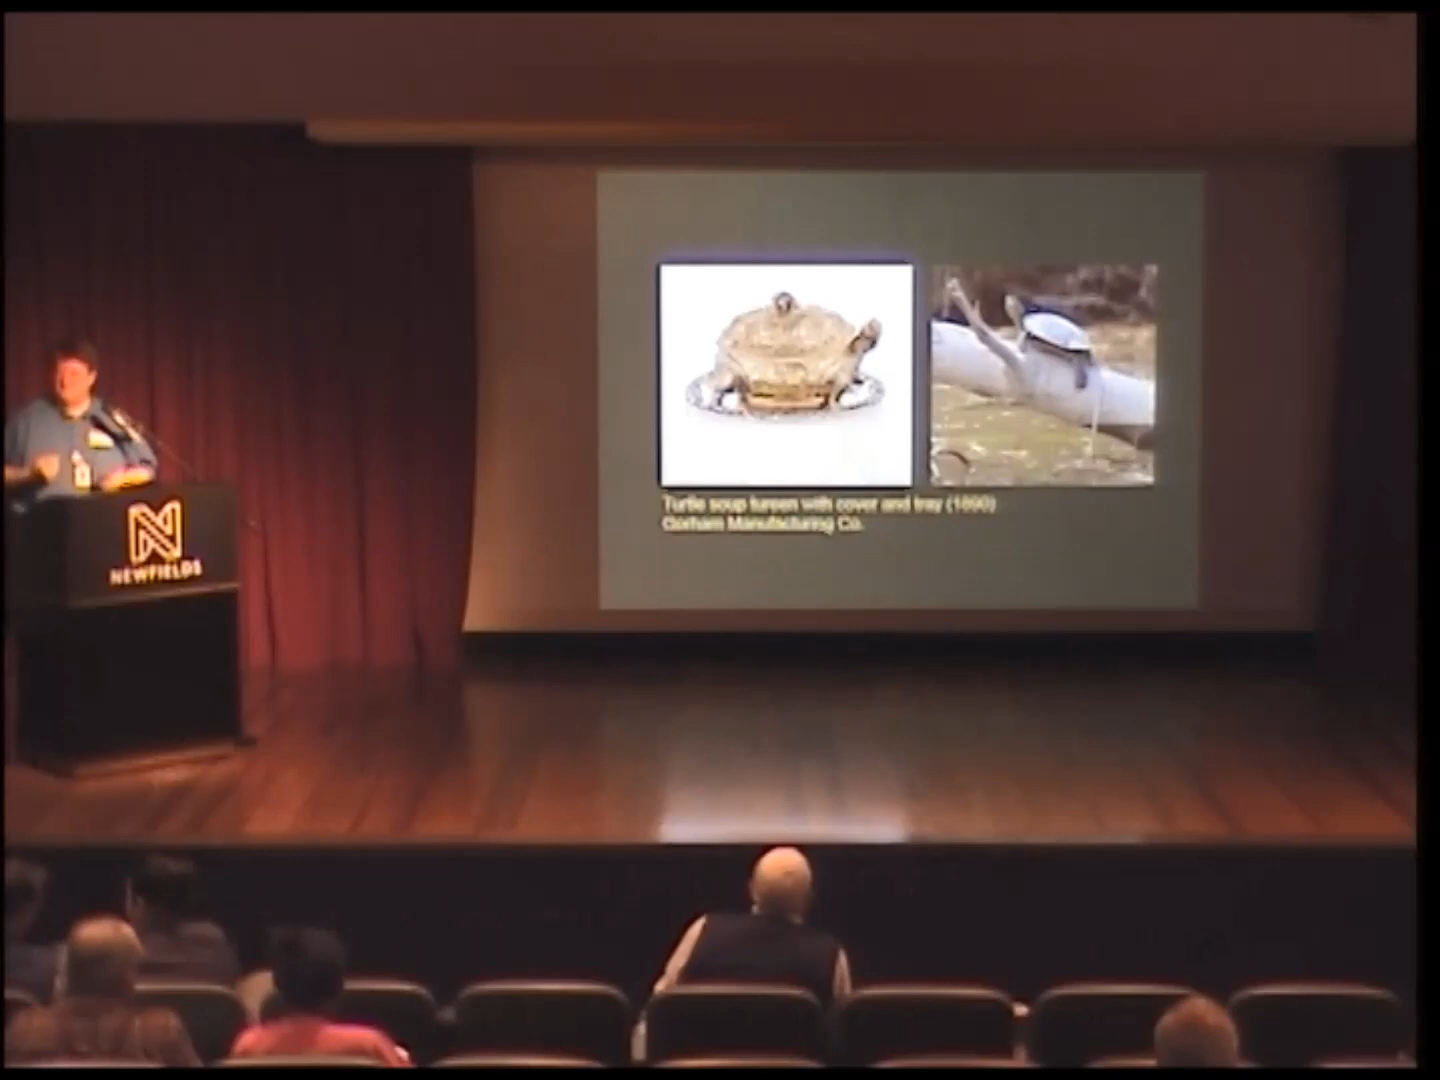 Turtle soup tureen with cover and tray (1890)
Gorham Manufacturing Co.
NEWFIELDS